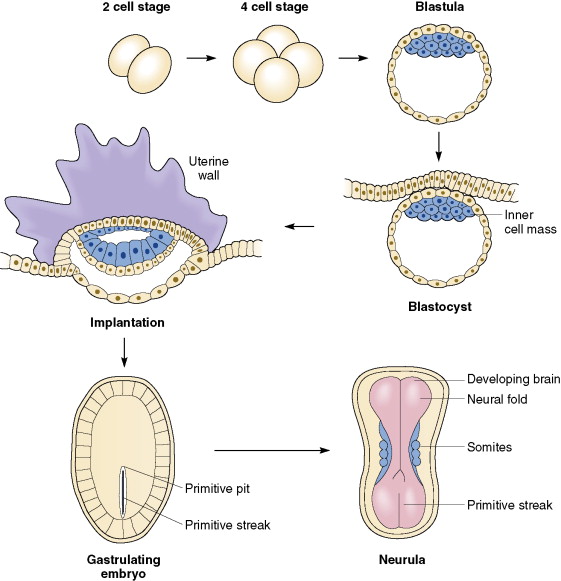 2 cell stage
4 cell stage
Blastula
Uterine
wall
Inner
cell mass
Blastocyst
Implantation
Developing brain
Neural fold
Somites
Primitive pit
Primitive streak
Primitive streak
Gastrulating
embryo
Neurula